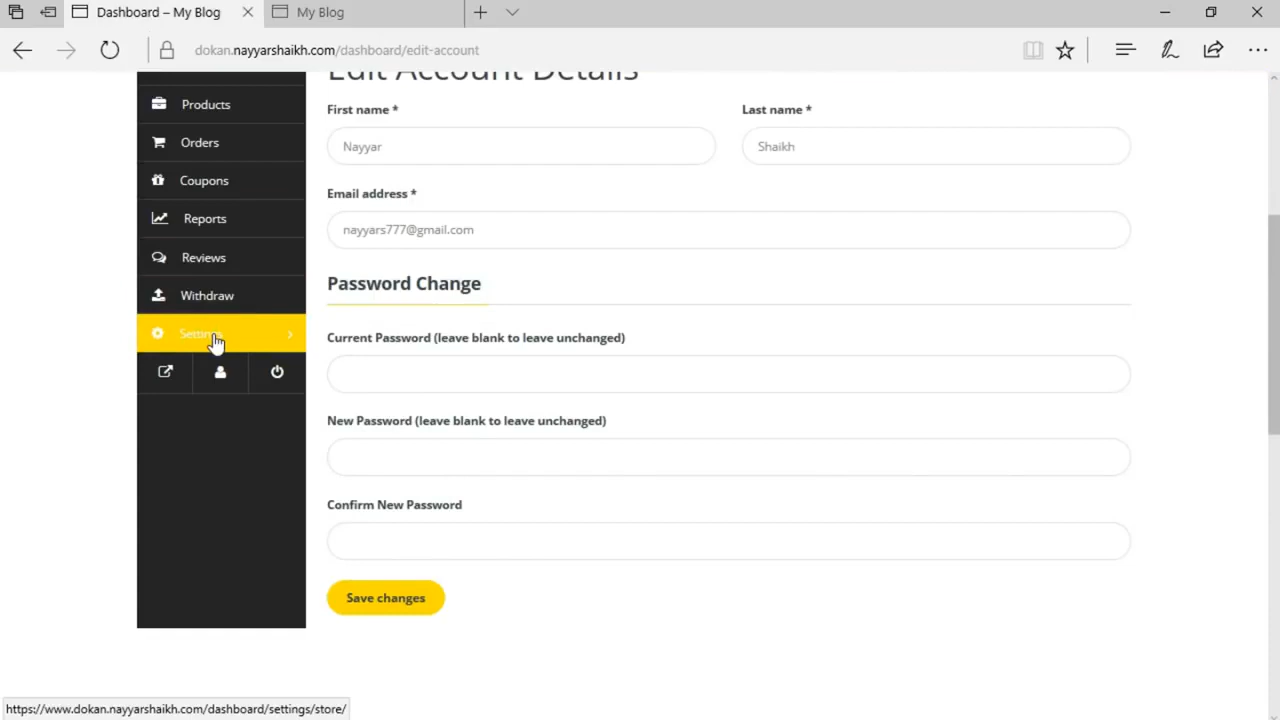 Dashboard – My Blog
My Blog
dokan.nayyarshaikh.com/dashboard/edit-account
Edit Account Details
Products
Orders
Coupons
Reports
Reviews
Withdraw
Settings
First name *
Last name *
Nayyar
Shaikh
Email address *
nayyars777@gmail.com
Password Change
Current Password (leave blank to leave unchanged)
New Password (leave blank to leave unchanged)
Confirm New Password
Save changes
https://www.dokan.nayyarshaikh.com/dashboard/settings/store/